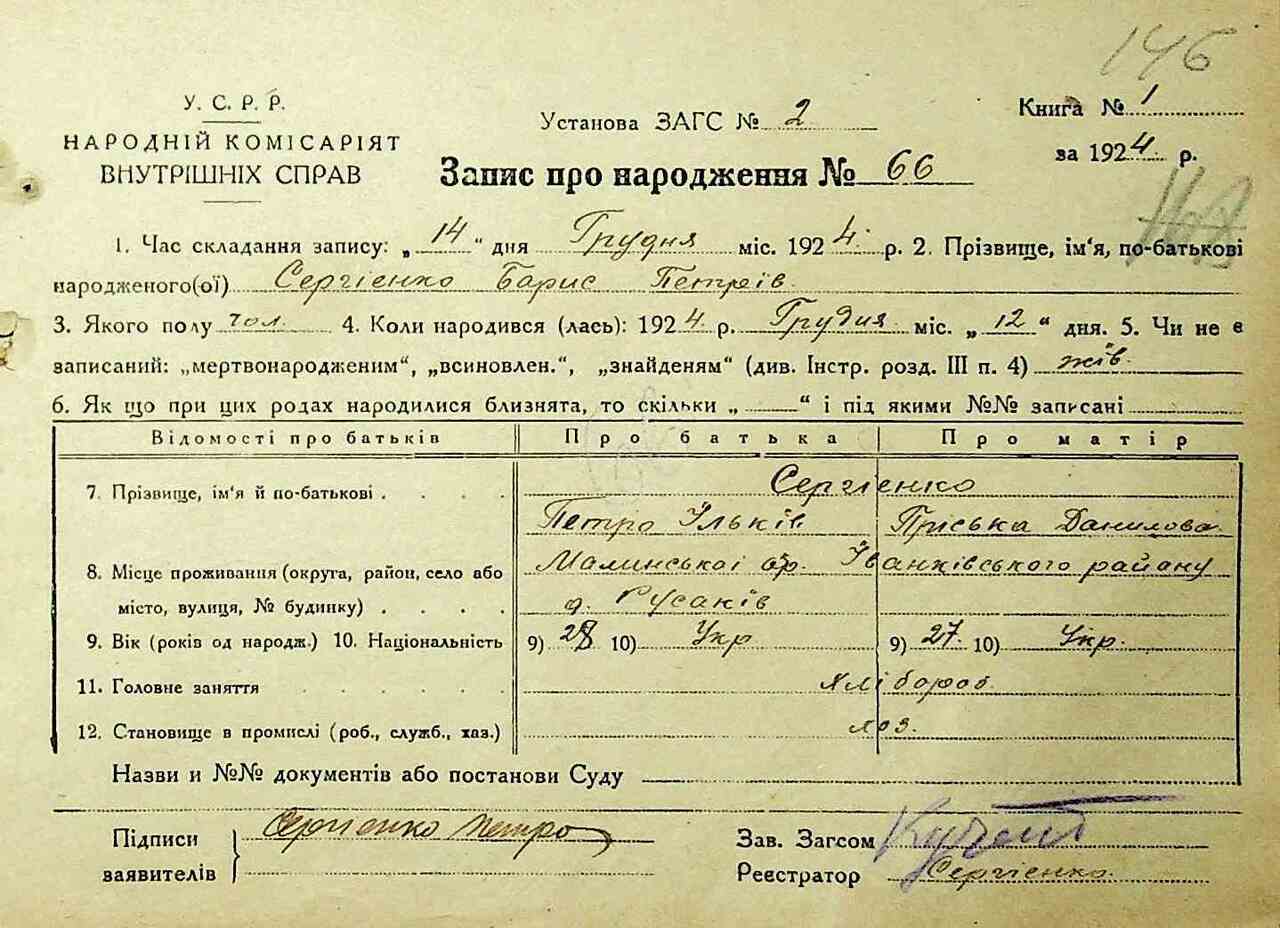 146
У. С. Р. Р.
НАРОДНІЙ КОМІСАРІЯТ
ВНУТРІШНІХ СПРАВ
Установа ЗАГС № 2
Книга № 1
за 1924 р.
Запис про народження № 66
1. Час складання запису: „ 14 “ дня Грудня міс. 1924 р. 2. Прізвище, ім‘я, по-батькові
народженого(ої) Сергієнко Барис Петрів
3. Якого полу чол. 4. Коли народився (лась): 1924 р. Грудня міс. „ 12 “ дня. 5. Чи не є
записаний: „мертвонародженим“, „всиновлен.“, „знайденям“ (див. Інстр. розд. III п. 4) жів
6. Як що при цих родах народилися близнята, то скільки „ “ і під якими №№ записані
Відомості про батьків Про батька Про матір
7. Прізвище, ім‘я й по-батькові . . . . Сергієнко
Петро Ільків Пріська Данилова
8. Місце проживання (округа, район, село або Малинської ор. Іванківського району
місто, вулиця, № будинку) . . . . д. Русаків
9. Вік (років од народж.) 10. Національність 9) 28 10) Укр 9) 27 10) Укр.
11. Головне заняття . . . . . . хлібороб.
12. Становище в промислі (роб., служб., хаз.) хоз.
Назви и №№ документів або постанови Суду
Підписи Сергієнко Петро
заявителів
Зав. Загсом
Реєстратор Сергієнко